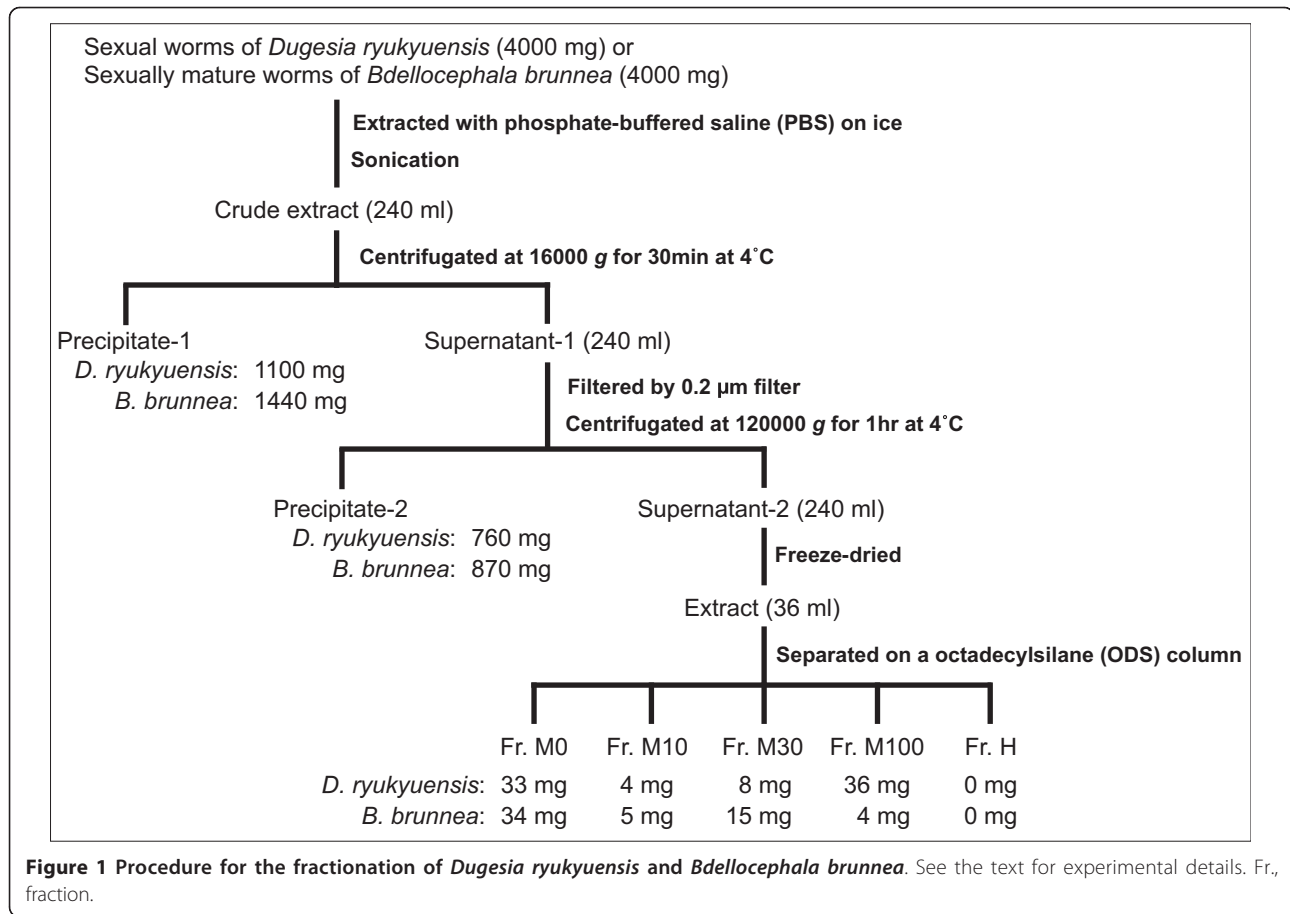 Sexual worms of Dugesia ryukyuensis (4000 mg) or
Sexually mature worms of Bdellocephala brunnea (4000 mg)
Extracted with phosphate-buffered saline (PBS) on ice
Sonication
Crude extract (240 ml)
Centrifugated at 16000 g for 30min at 4˚C
Precipitate-1
D. ryukyuensis: 1100 mg
B. brunnea: 1440 mg
Supernatant-1 (240 ml)
Filtered by 0.2 µm filter
Centrifugated at 120000 g for 1hr at 4˚C
Precipitate-2
D. ryukyuensis: 760 mg
B. brunnea: 870 mg
Supernatant-2 (240 ml)
Freeze-dried
Extract (36 ml)
Separated on a octadecylsilane (ODS) column
Fr. M0 Fr. M10 Fr. M30 Fr. M100 Fr. H
D. ryukyuensis: 33 mg 4 mg 8 mg 36 mg 0 mg
B. brunnea: 34 mg 5 mg 15 mg 4 mg 0 mg
Figure 1 Procedure for the fractionation of Dugesia ryukyuensis and Bdellocephala brunnea. See the text for experimental details. Fr.,
fraction.